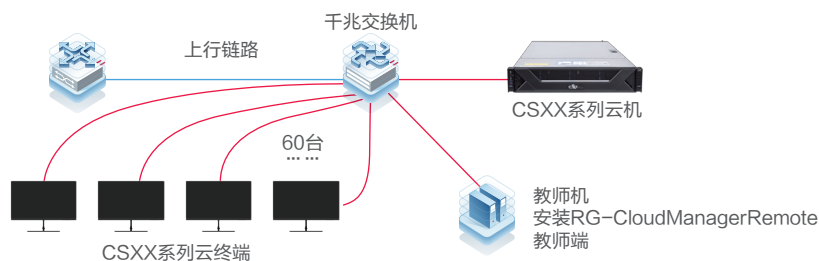 千兆交换机
上行链路
CSXX系列云机
60台
... ...
教师机
安装RG-CloudManagerRemote
教师端
CSXX系列云终端